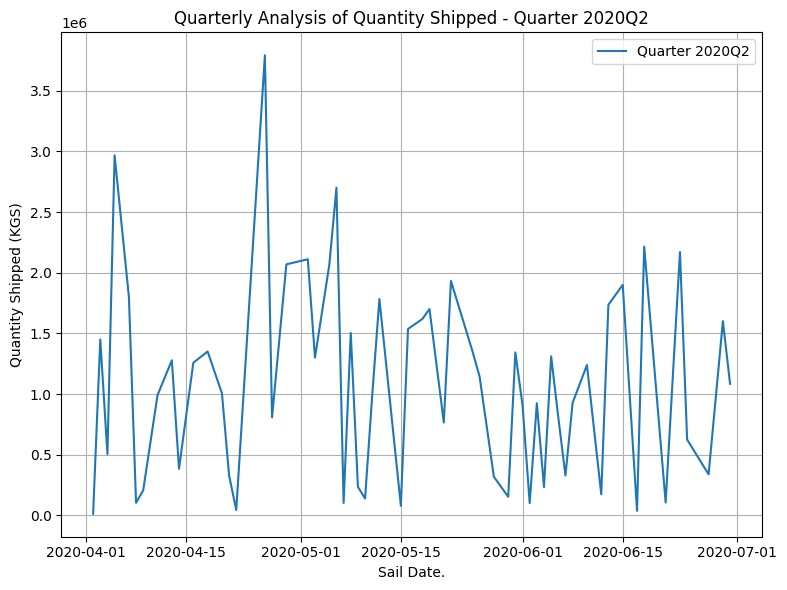 Quarterly Analysis of Quantity Shipped - Quarter 2020Q2
1e6
Quarter 2020Q2
3.5
3.0
2.5
2.0
1.5
1.0
0.5
0.0
Quantity Shipped (KGS)
2020-04-01 2020-04-15 2020-05-01 2020-05-15 2020-06-01 2020-06-15 2020-07-01
Sail Date.